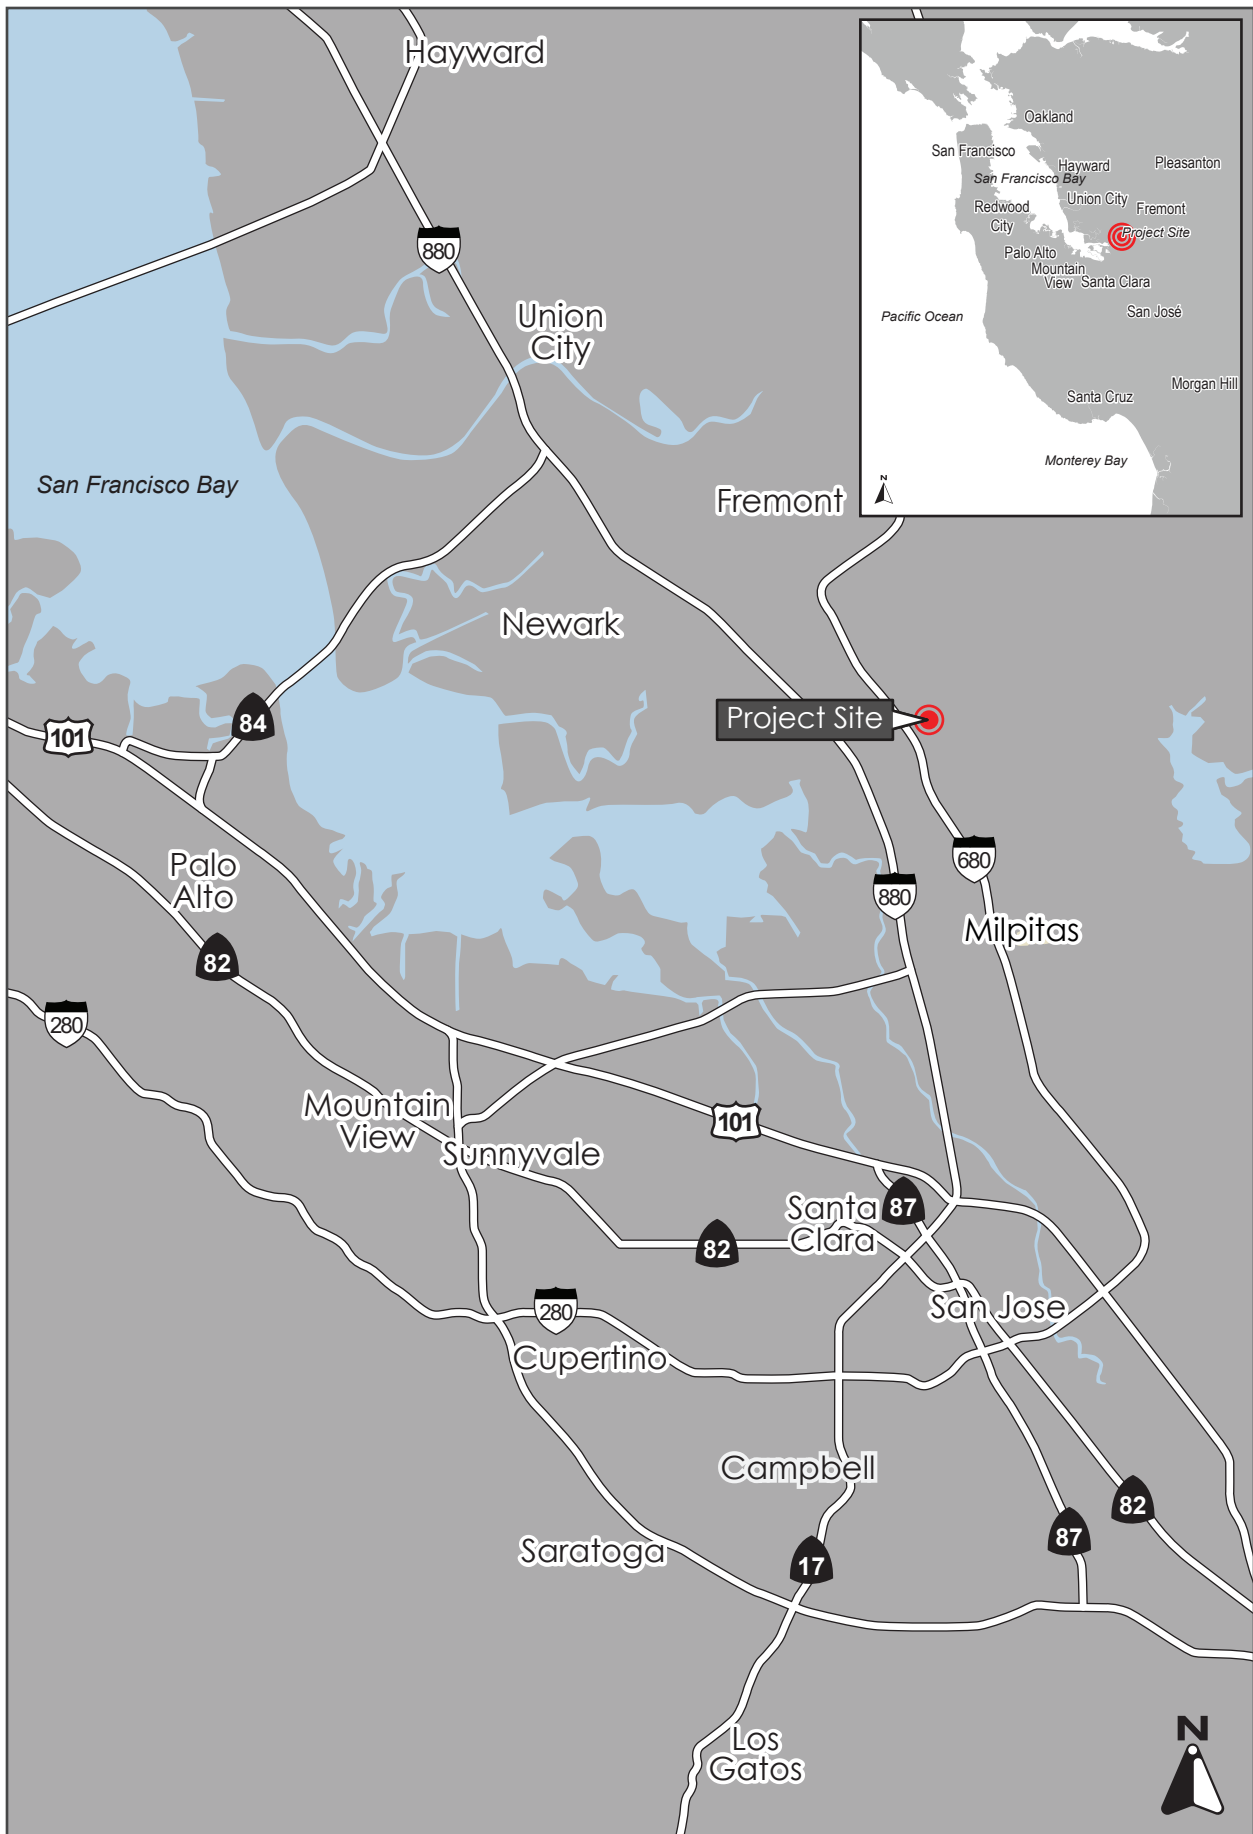 Hayward
880
Union
City
San Francisco Bay
Fremont
Newark
Project Site
84
101
680
Palo
Alto
880
Milpitas
82
280
Mountain
View
101
Sunnyvale
Santa
Clara
87
82
280
San Jose
Cupertino
Campbell
82
87
Saratoga
17
Los
Gatos
N
Oakland
San Francisco
Hayward
Pleasanton
San Francisco Bay
Union City
Redwood
City
Fremont
Project Site
Palo Alto
Mountain
View
Santa Clara
San José
Pacific Ocean
Morgan Hill
Santa Cruz
Monterey Bay
N